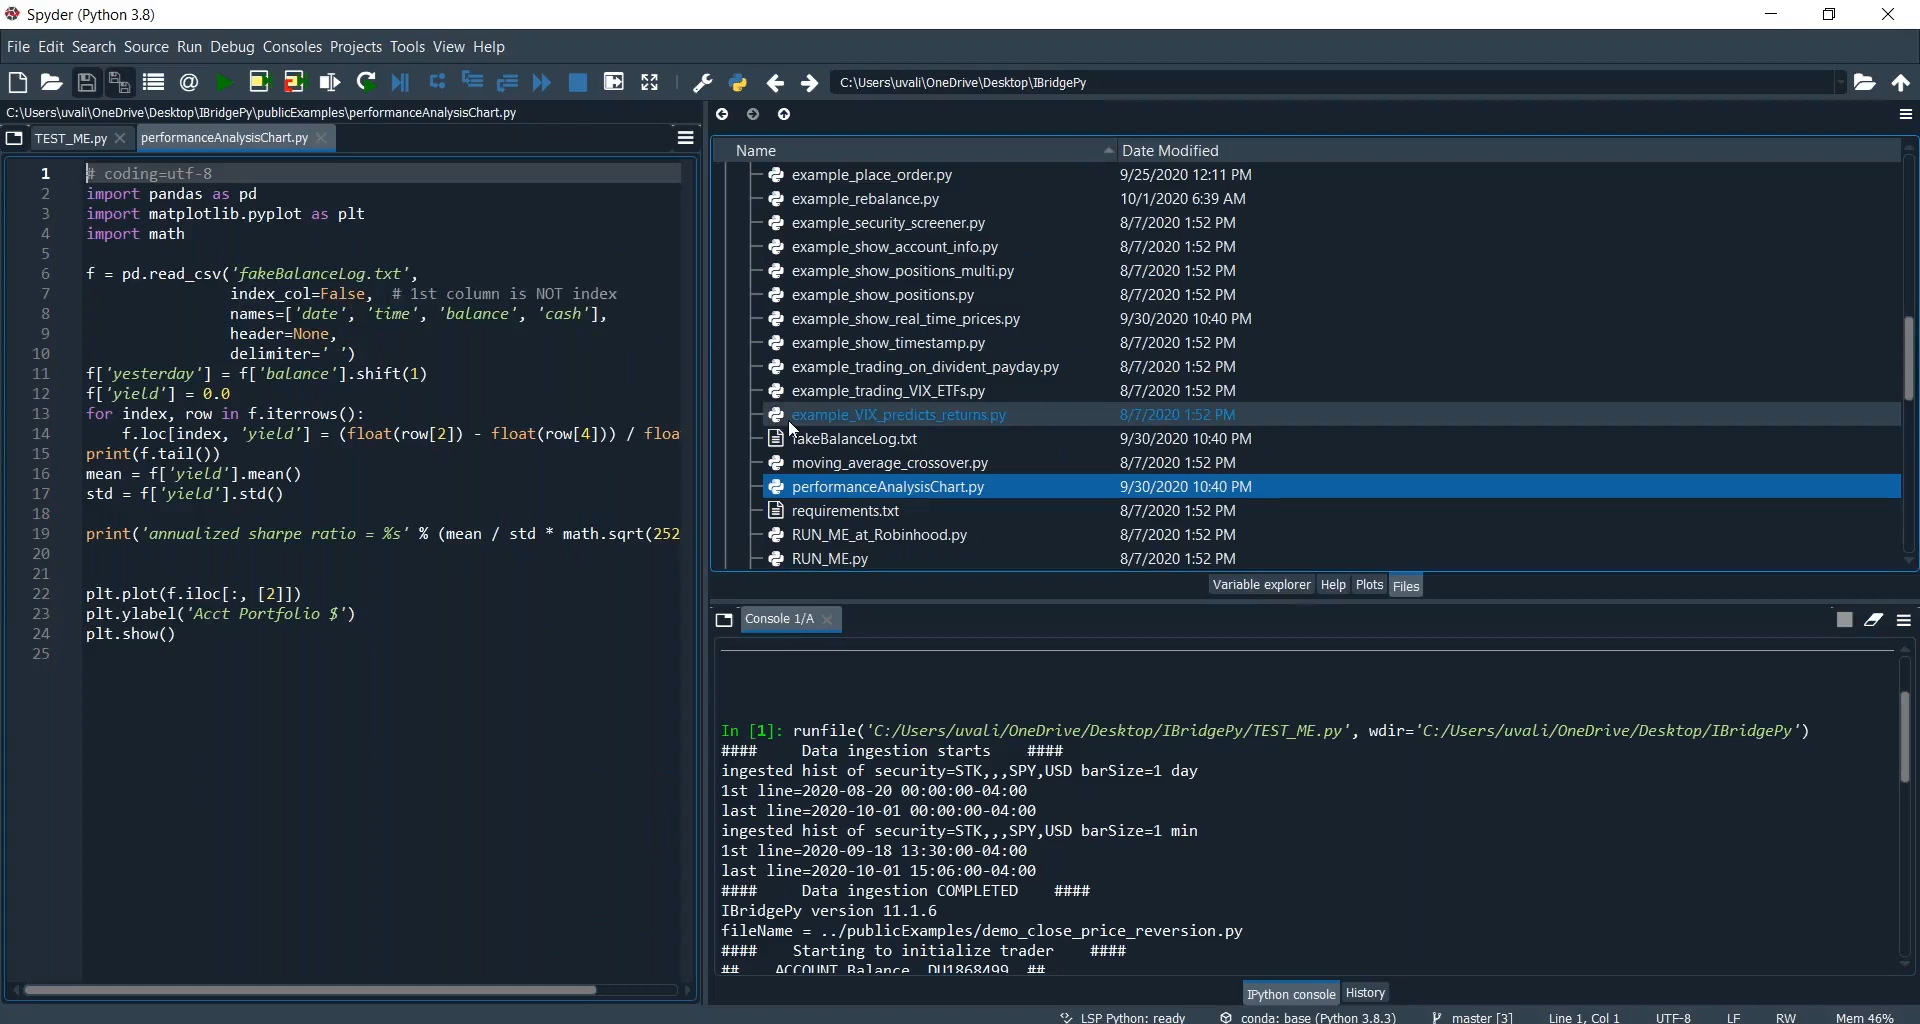 Spyder (Python 3.8)
File Edit Search Source Run Debug Consoles Projects Tools View Help
C:\Users\uvali\OneDrive\Desktop\IBridgePy
C:\Users\uvali\OneDrive\Desktop\IBridgePy\publicExamples\performanceAnalysisChart.py
TEST_ME.py performanceAnalysisChart.py
1 # coding=utf-8
2 import pandas as pd
3 import matplotlib.pyplot as plt
4 import math
5
6 f = pd.read_csv('fakeBalanceLog.txt',
7 index_col=False, # 1st column is NOT index
8 names=['date', 'time', 'balance', 'cash'],
9 header=None,
10 delimiter=' ')
11 f['yesterday'] = f['balance'].shift(1)
12 f['yield'] = 0.0
13 for index, row in f.iterrows():
14 f.loc[index, 'yield'] = (float(row[2]) - float(row[4])) / floa
15 print(f.tail())
16 mean = f['yield'].mean()
17 std = f['yield'].std()
18
19 print('annualized sharpe ratio = %s' % (mean / std * math.sqrt(252
20
21
22 plt.plot(f.iloc[:, [2]])
23 plt.ylabel('Acct Portfolio $')
24 plt.show()
25
Name Date Modified
example_place_order.py 9/25/2020 12:11 PM
example_rebalance.py 10/1/2020 6:39 AM
example_security_screener.py 8/7/2020 1:52 PM
example_show_account_info.py 8/7/2020 1:52 PM
example_show_positions_multi.py 8/7/2020 1:52 PM
example_show_positions.py 8/7/2020 1:52 PM
example_show_real_time_prices.py 9/30/2020 10:40 PM
example_show_timestamp.py 8/7/2020 1:52 PM
example_trading_on_divident_payday.py 8/7/2020 1:52 PM
example_trading_VIX_ETFs.py 8/7/2020 1:52 PM
example_VIX_predicts_returns.py 8/7/2020 1:52 PM
fakeBalanceLog.txt 9/30/2020 10:40 PM
moving_average_crossover.py 8/7/2020 1:52 PM
performanceAnalysisChart.py 9/30/2020 10:40 PM
requirements.txt 8/7/2020 1:52 PM
RUN_ME_at_Robinhood.py 8/7/2020 1:52 PM
RUN_ME.py 8/7/2020 1:52 PM
Variable explorer Help Plots Files
Console 1/A
In [1]: runfile('C:/Users/uvali/OneDrive/Desktop/IBridgePy/TEST_ME.py', wdir='C:/Users/uvali/OneDrive/Desktop/IBridgePy')
#### Data ingestion starts ####
ingested hist of security=STK,,,SPY,USD barSize=1 day
1st line=2020-08-20 00:00:00-04:00
last line=2020-10-01 00:00:00-04:00
ingested hist of security=STK,,,SPY,USD barSize=1 min
1st line=2020-09-18 13:30:00-04:00
last line=2020-10-01 15:06:00-04:00
#### Data ingestion COMPLETED ####
IBridgePy version 11.1.6
fileName = ../publicExamples/demo_close_price_reversion.py
#### Starting to initialize trader ####
## ACCOUNT Balance DU1868499 ##
IPython console History
LSP Python: ready conda: base (Python 3.8.3) master [3] Line 1, Col 1 UTF-8 LF RW Mem 46%